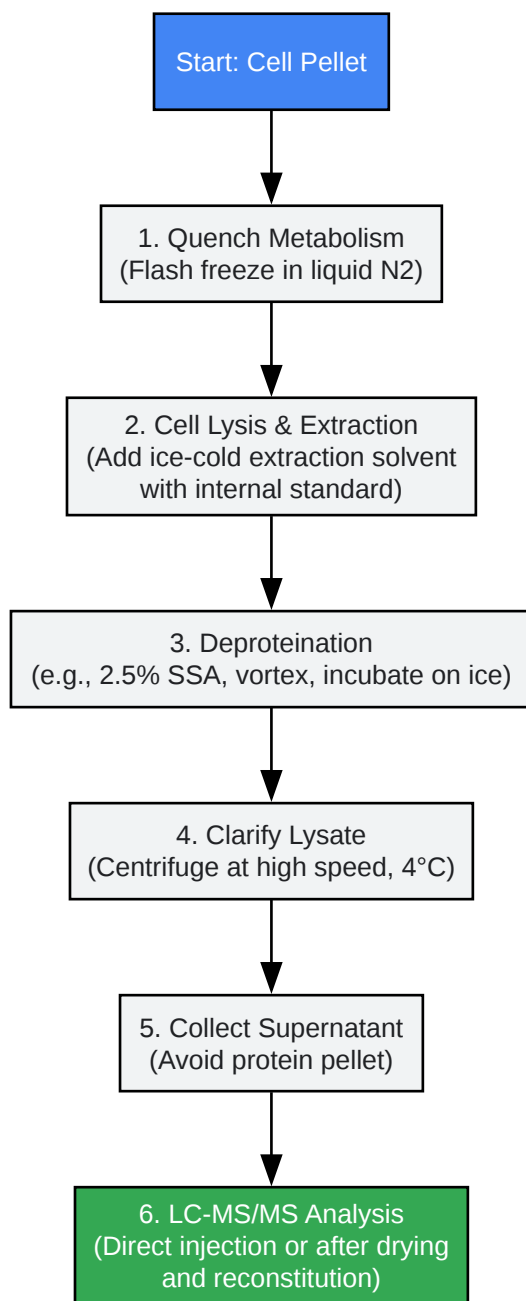 Start: Cell Pellet
1. Quench Metabolism
(Flash freeze in liquid N2)
2. Cell Lysis & Extraction
(Add ice-cold extraction solvent
with internal standard)
3. Deproteination
(e.g., 2.5% SSA, vortex, incubate on ice)
4. Clarify Lysate
(Centrifuge at high speed, 4°C)
5. Collect Supernatant
(Avoid protein pellet)
6. LC-MS/MS Analysis
(Direct injection or after drying
and reconstitution)